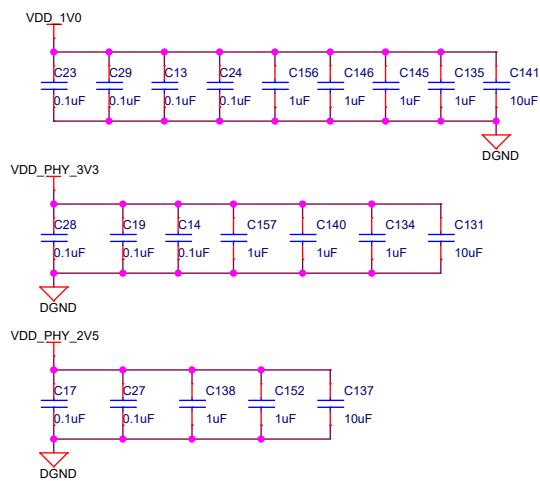 VDD_1V0
C23 C29 C13 C24 C156 C146 C145 C135 C141
0.1uF 0.1uF 0.1uF 0.1uF 1uF 1uF 1uF 1uF 10uF
DGND
VDD_PHY_3V3
C28 C19 C14 C157 C140 C134 C131
0.1uF 0.1uF 0.1uF 1uF 1uF 1uF 10uF
DGND
VDD_PHY_2V5
C17 C27 C138 C152 C137
0.1uF 0.1uF 1uF 1uF 10uF
DGND